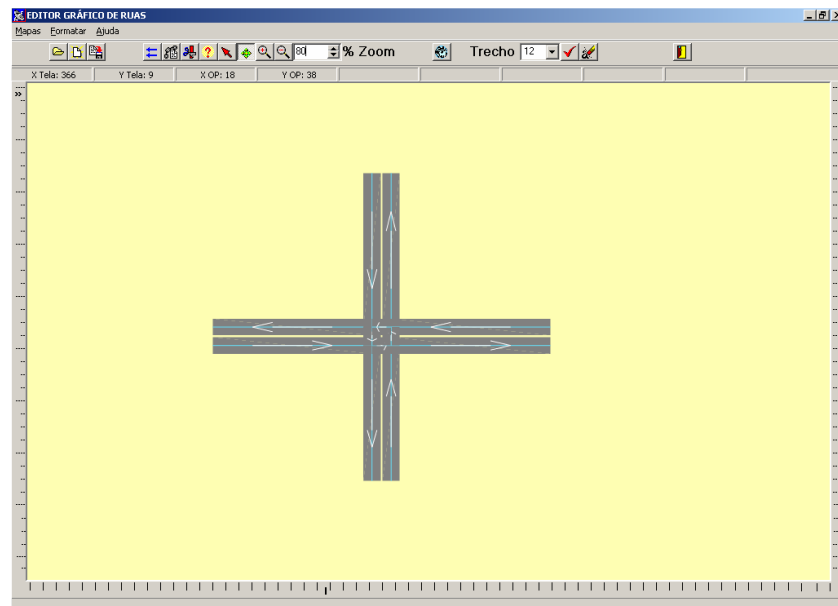 EDITOR GRÁFICO DE RUAS
Mapas Formatar Ajuda
80 % Zoom Trecho 12
X Tela: 366 Y Tela: 9 X OP: 18 Y OP: 38